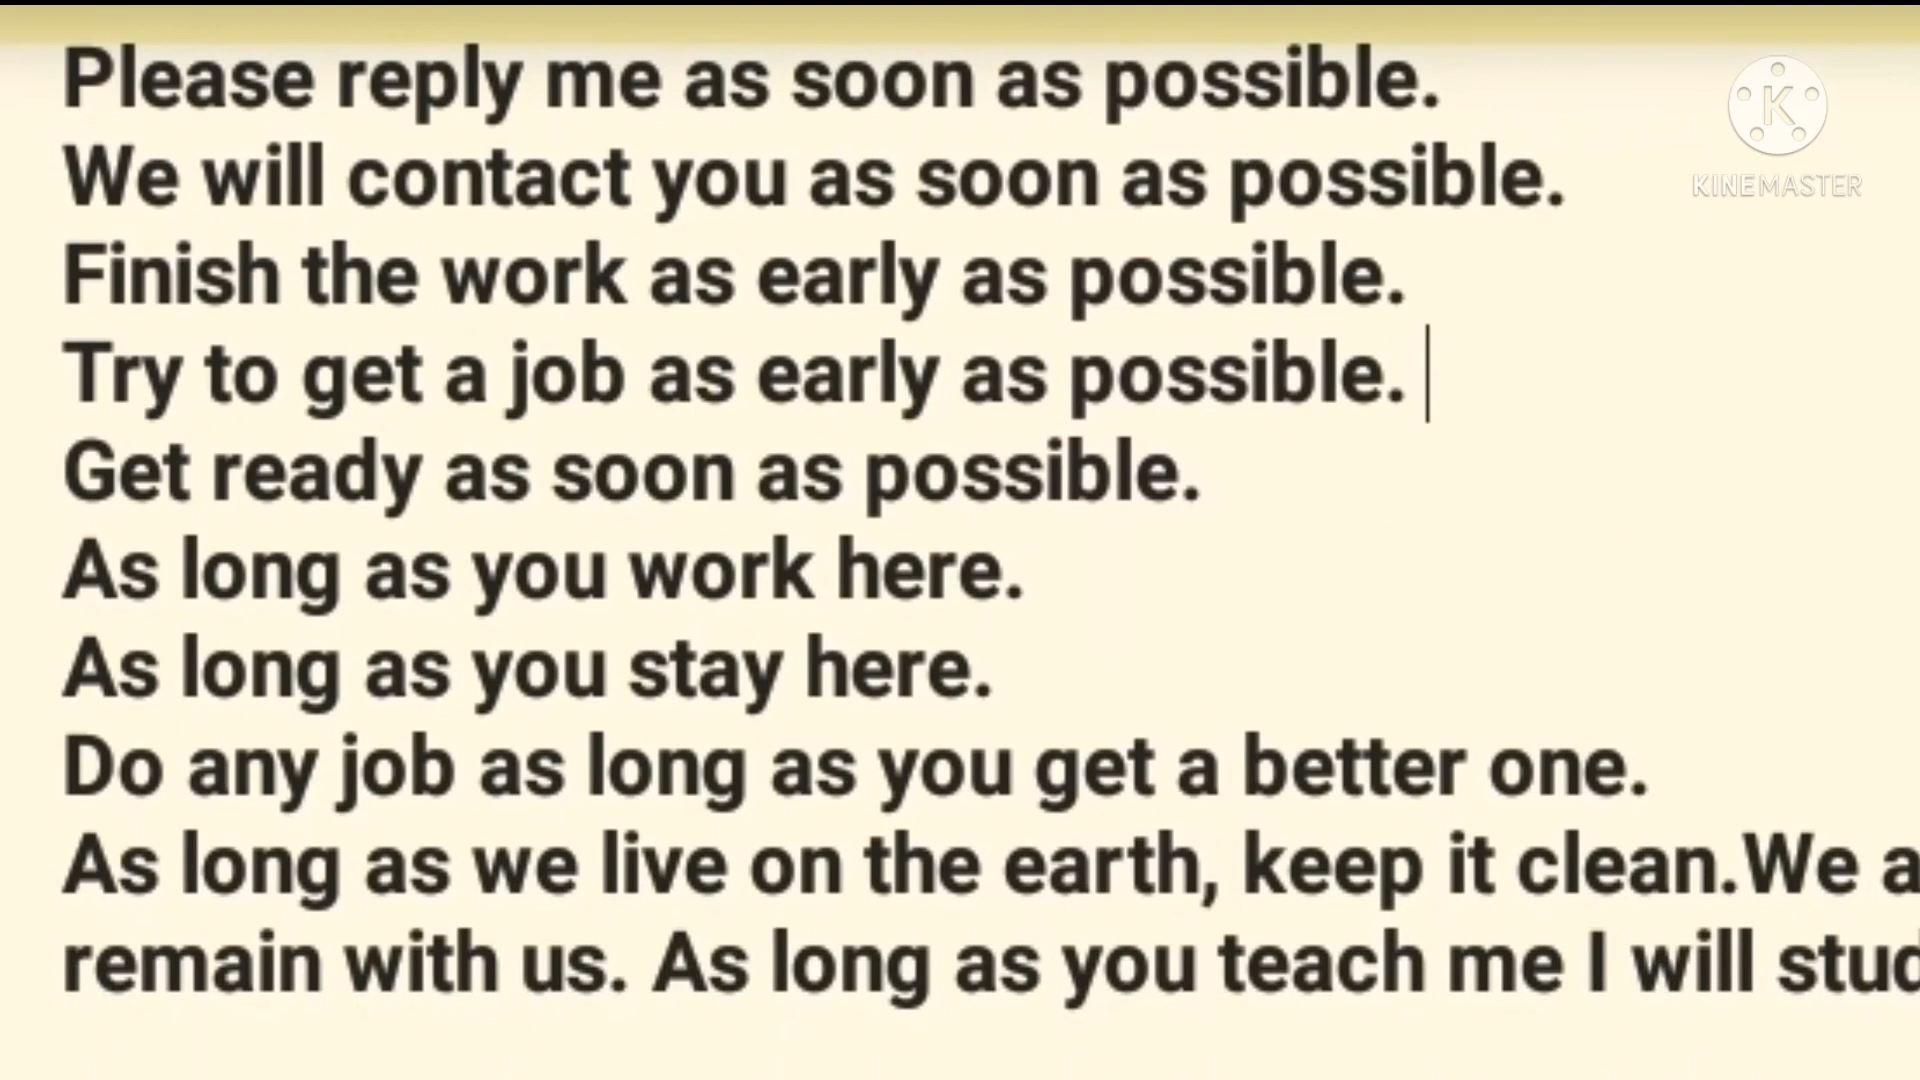 Please reply me as soon as possible.
We will contact you as soon as possible.
Finish the work as early as possible.
Try to get a job as early as possible.
Get ready as soon as possible.
As long as you work here.
As long as you stay here.
Do any job as long as you get a better one.
As long as we live on the earth, keep it clean.We
remain with us. As long as you teach me I will
K
KINEMASTER